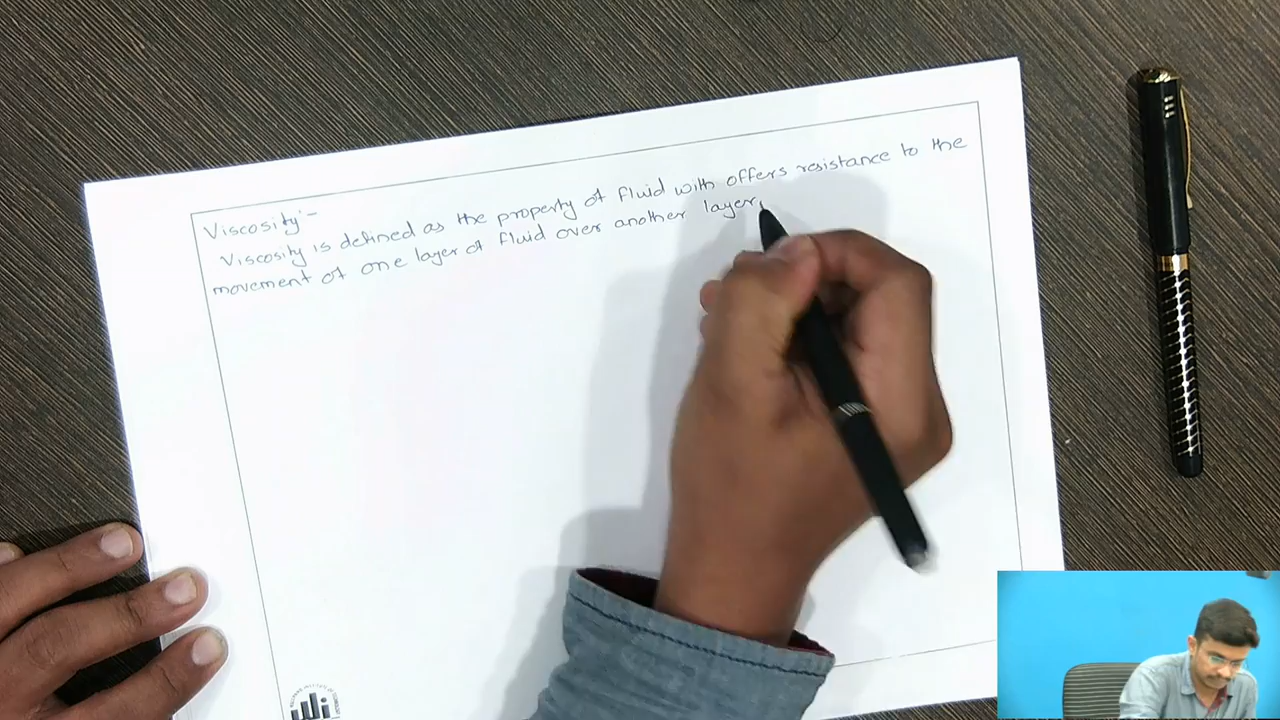 Viscosity :-
Viscosity is defined as the property of fluid with offers resistance to the
movement of one layer of fluid over another layer,